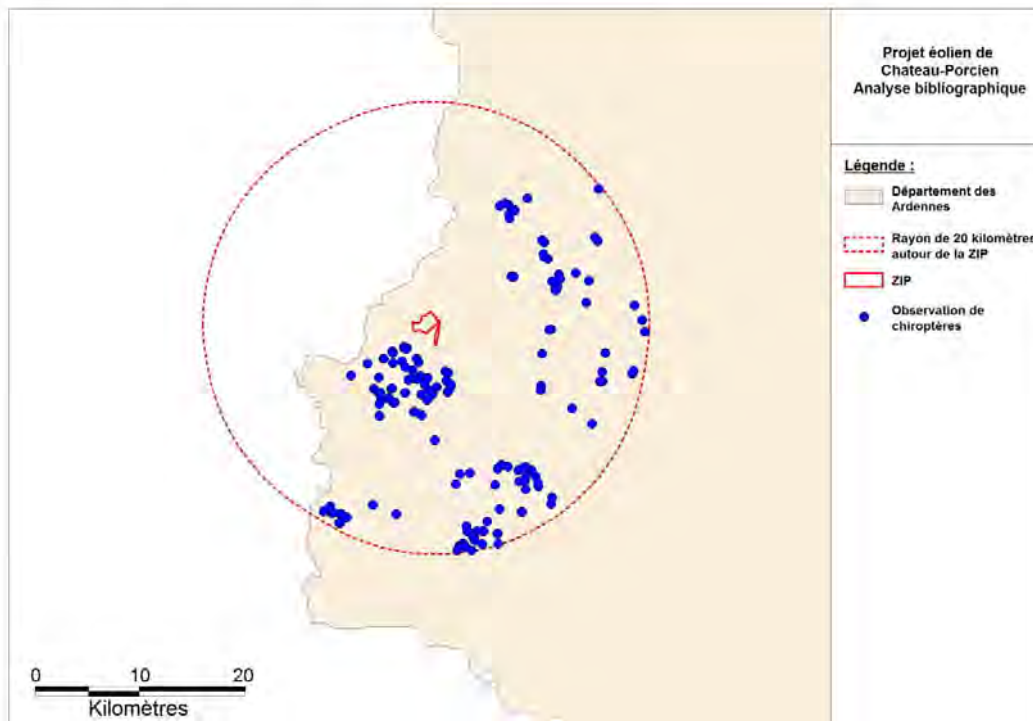 Projet éolien de
Chateau-Porcien
Analyse bibliographique
Légende :
Département des
Ardennes
Rayon de 20 kilomètres
autour de la ZIP
ZIP
Observation de
chiroptères
0 10 20
Kilomètres